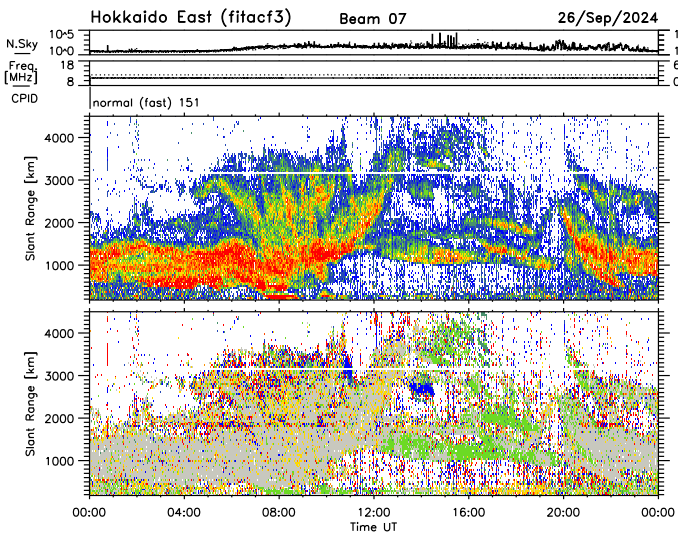 Hokkaido East (fitacf3) Beam 07 26/Sep/2024
N.Sky 10^5 10^0 1 1
Freq. [MHz] 18 8 6 0
CPID normal (fast) 151
Slant Range [km] 4000 3000 2000 1000
Slant Range [km] 4000 3000 2000 1000
00:00 04:00 08:00 12:00 16:00 20:00 00:00
Time UT